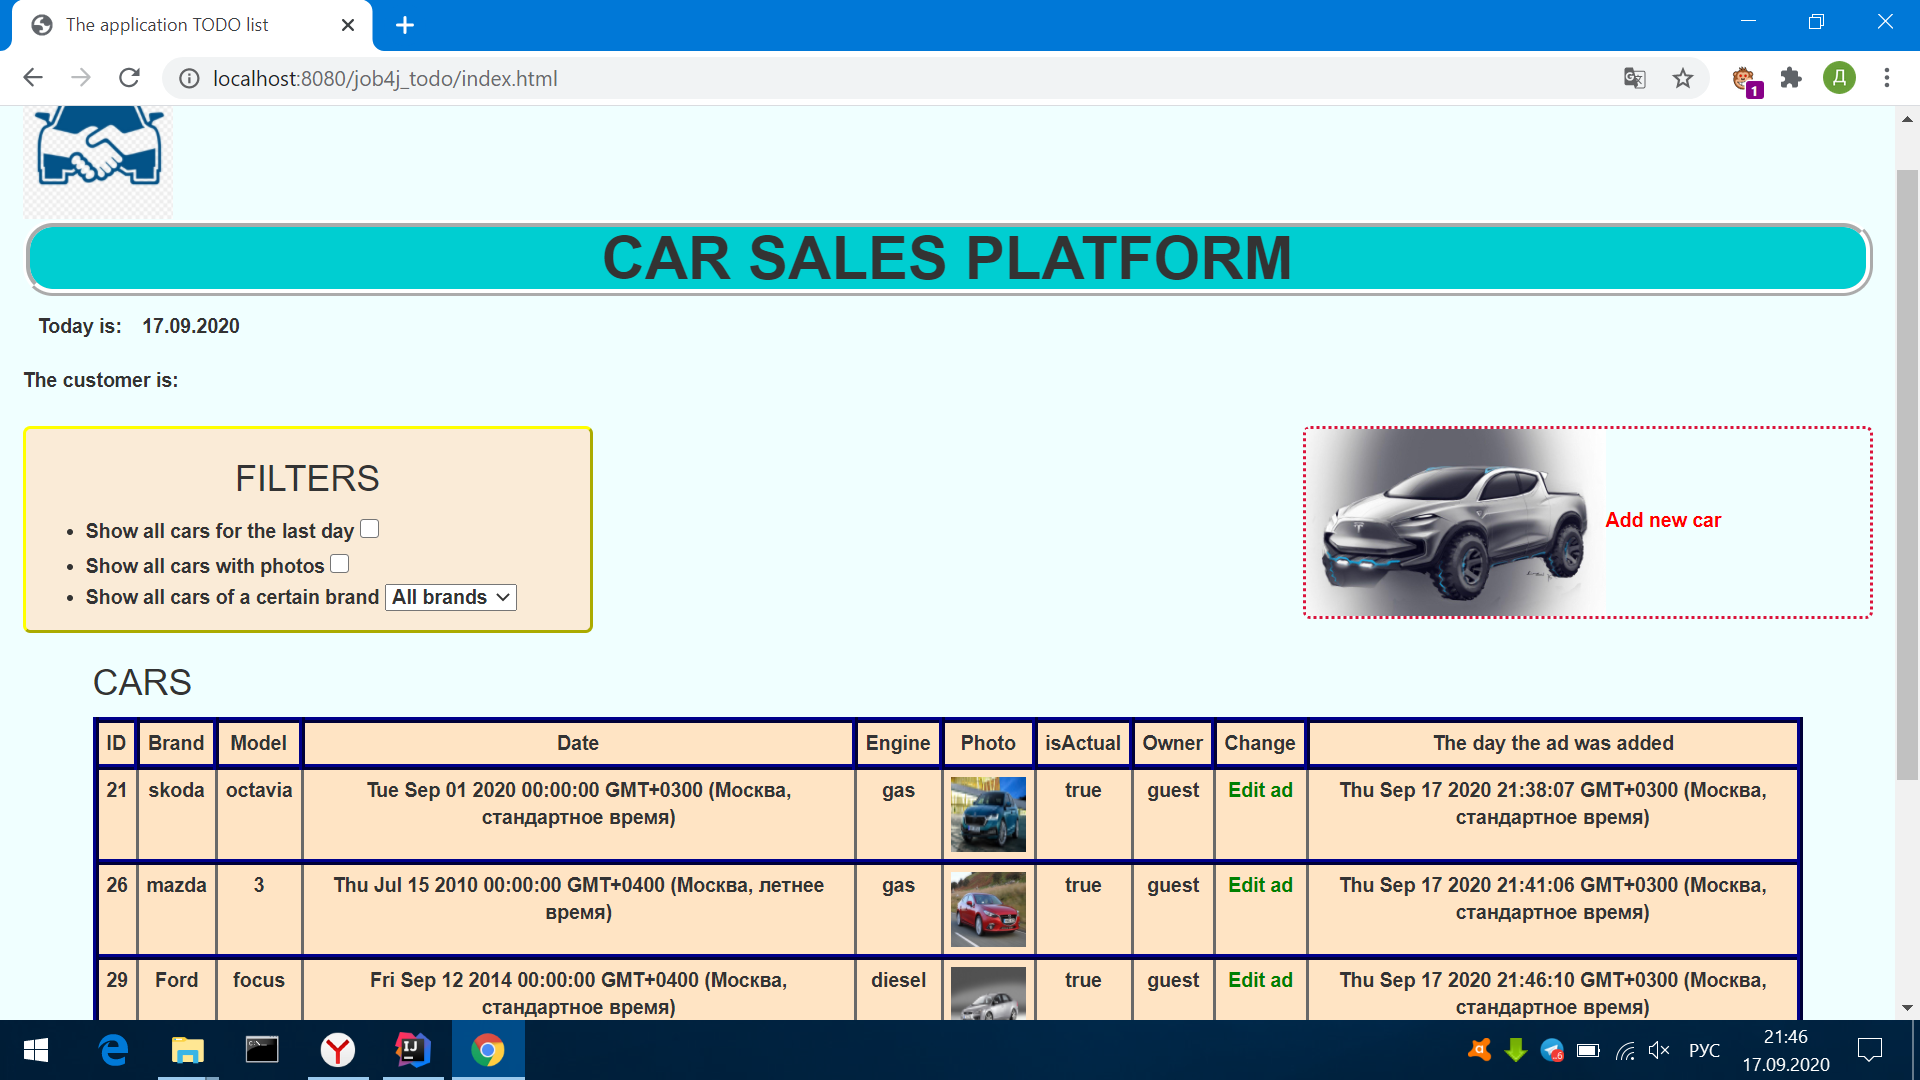 The application TODO list
localhost:8080/job4j_todo/index.html
Д
1
CAR SALES PLATFORM
Today is: 17.09.2020
The customer is:
FILTERS
Show all cars for the last day
Show all cars with photos
Show all cars of a certain brand All brands
Add new car
CARS
ID Brand Model Date Engine Photo isActual Owner Change The day the ad was added
21 skoda octavia Tue Sep 01 2020 00:00:00 GMT+0300 (Москва, gas true guest Edit ad Thu Sep 17 2020 21:38:07 GMT+0300 (Москва,
стандартное время) стандартное время)
26 mazda 3 Thu Jul 15 2010 00:00:00 GMT+0400 (Москва, летнее gas true guest Edit ad Thu Sep 17 2020 21:41:06 GMT+0300 (Москва,
время) стандартное время)
29 Ford focus Fri Sep 12 2014 00:00:00 GMT+0400 (Москва, diesel true guest Edit ad Thu Sep 17 2020 21:46:10 GMT+0300 (Москва,
стандартное время) стандартное время)
РУС
21:46
17.09.2020